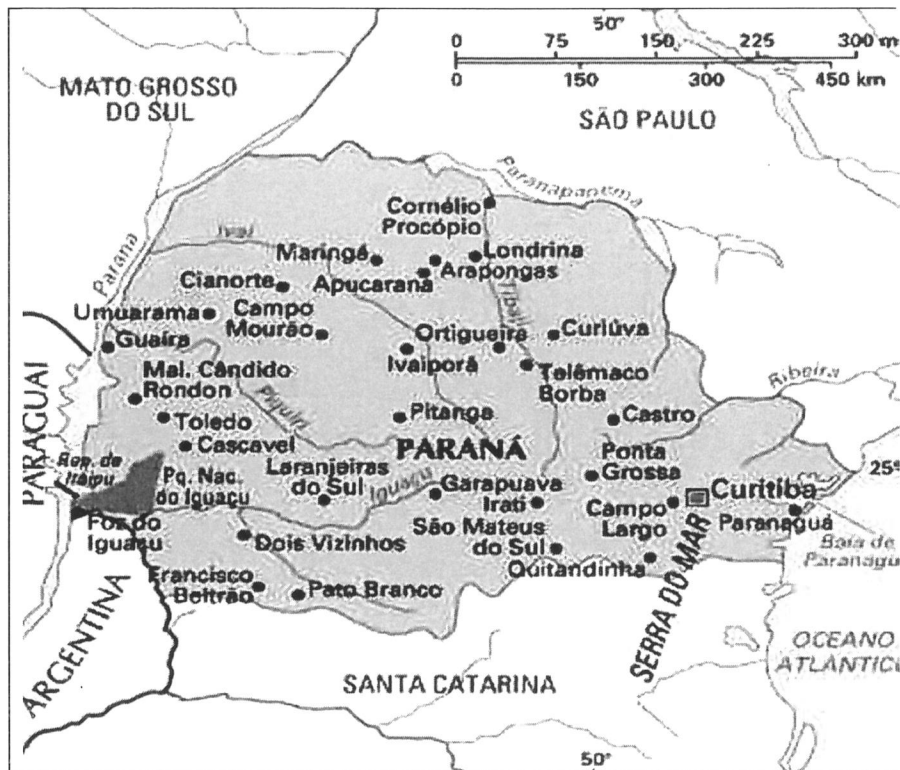 50°
0 75 150 225 300 m
0 150 300 450 km
MATO GROSSO
DO SUL
SÃO PAULO
Paranapanema
Cornélio
Procópio
Ivaí
Paraná
Maringá
Londrina
Arapongas
Apucarana
Cianorte
Tibagi
Umuarama
Campo
Mourão
Ortigueira
Curiúva
Guaíra
Ivaiporã
Mal. Cândido
Rondon
Telêmaco
Borba
Ribeira
PARAGUAI
Piquiri
Toledo
Pitanga
Castro
Cascavel
PARANÁ
Ponta
Grossa
Rep. de
Itaipu
Pq. Nac.
do Iguaçu
Laranjeiras
do Sul
Iguaçu
Garapuava
Irati
Campo
Largo
Curitiba
25°
Paranaguá
Foz do
Iguaçu
São Mateus
do Sul
Dois Vizinhos
Quitandinha
Baía de
Paranagu
Francisco
Beltrão
Pato Branco
SERRA DO MAR
ARGENTINA
SANTA CATARINA
OCEANO
ATLÂNTIC
50°